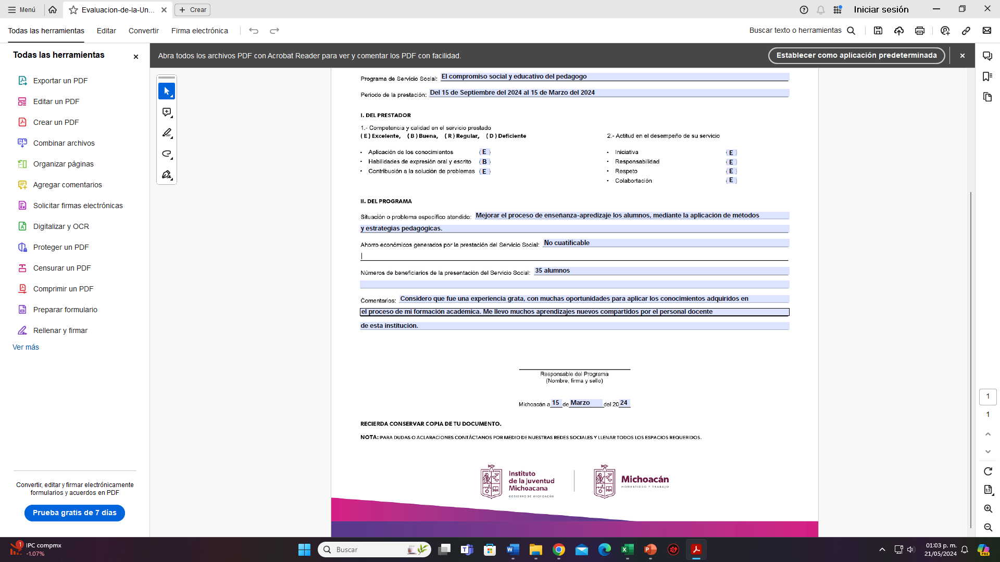 Menú
Evaluacion-de-la-Un...
Crear
Iniciar sesión
Todas las herramientas
Editar
Convertir
Firma electrónica
Buscar texto o herramientas
Todas las herramientas
Abra todos los archivos PDF con Acrobat Reader para ver y comentar los PDF con facilidad.
Establecer como aplicación predeterminada
Exportar un PDF
Editar un PDF
Crear un PDF
Combinar archivos
Organizar páginas
Agregar comentarios
Solicitar firmas electrónicas
Digitalizar y OCR
Proteger un PDF
Censurar un PDF
Comprimir un PDF
Preparar formulario
Rellenar y firmar
Ver más
Convertir, editar y firmar electrónicamente
formularios y acuerdos en PDF
Prueba gratis de 7 días
Programa de Servicio Social: El compromiso social y educativo del pedagogo
Periodo de la prestación: Del 15 de Septiembre del 2024 al 15 de Marzo del 2024
I. DEL PRESTADOR
1.- Competencia y calidad en el servicio prestado
( E ) Excelente, ( B ) Buena, ( R ) Regular, ( D ) Deficiente
2.- Actitud en el desempeño de su servicio
• Aplicación de los conocimientos ( E )
• Habilidades de expresión oral y escrito ( B )
• Contribución a la solución de problemas ( E )
• Iniciativa ( E )
• Responsabilidad ( E )
• Respeto ( E )
• Colabortación ( E )
II. DEL PROGRAMA
Situación o problema específico atendido: Mejorar el proceso de enseñanza-apredizaje los alumnos, mediante la aplicación de métodos
y estrategias pedagógicas.
Ahorro económicos generados por la prestación del Servicio Social: No cuatificable
Números de beneficiarios de la presentación del Servicio Social: 35 alumnos
Comentarios: Considero que fue una experiencia grata, con muchas oportunidades para aplicar los conocimientos adquiridos en
el proceso de mi formación académica. Me llevo muchos aprendizajes nuevos compartidos por el personal docente
de esta institución.
Responsable del Programa
(Nombre, firma y sello)
Michoacán a 15 de Marzo del 20 24
RECIERDA CONSERVAR COPIA DE TU DOCUMENTO.
NOTA: PARA DUDAS O ACLARACIONES CONTÁCTANOS POR MEDIO DE NUESTRAS REDES SOCIALES Y LLENAR TODOS LOS ESPACIOS REQUERIDOS.
Instituto
de la Juventud
Michoacana
GOBIERNO DE MICHOACÁN
Michoacán
HONESTIDAD Y TRABAJO
1
1
1
IPC compmx
-1.07%
Buscar
01:03 p. m.
21/05/2024
PRE